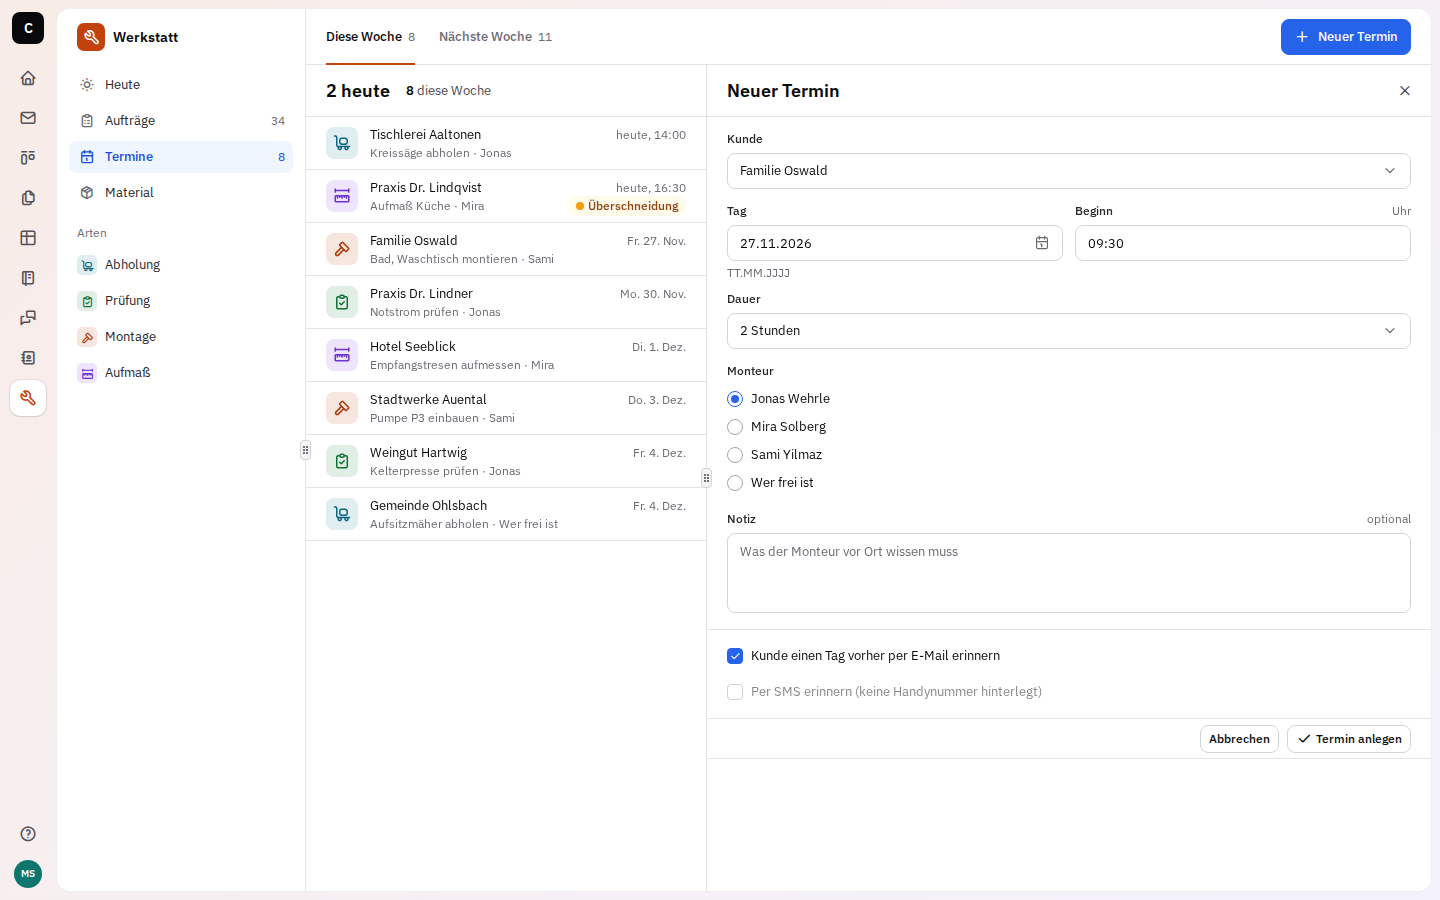 C
Werkstatt
Heute
Aufträge 34
Termine 8
Material
Arten
Abholung
Prüfung
Montage
Aufmaß
MS
Diese Woche 8 Nächste Woche 11
Neuer Termin
2 heute 8 diese Woche
Tischlerei Aaltonen heute, 14:00
Kreissäge abholen · Jonas
Praxis Dr. Lindqvist heute, 16:30
Aufmaß Küche · Mira Überschneidung
Familie Oswald Fr. 27. Nov.
Bad, Waschtisch montieren · Sami
Praxis Dr. Lindner Mo. 30. Nov.
Notstrom prüfen · Jonas
Hotel Seeblick Di. 1. Dez.
Empfangstresen aufmessen · Mira
Stadtwerke Auental Do. 3. Dez.
Pumpe P3 einbauen · Sami
Weingut Hartwig Fr. 4. Dez.
Kelterpresse prüfen · Jonas
Gemeinde Ohlsbach Fr. 4. Dez.
Aufsitzmäher abholen · Wer frei ist
Neuer Termin
Kunde
Familie Oswald
Tag Beginn Uhr
27.11.2026 09:30
TT.MM.JJJJ
Dauer
2 Stunden
Monteur
Jonas Wehrle
Mira Solberg
Sami Yilmaz
Wer frei ist
Notiz optional
Was der Monteur vor Ort wissen muss
Kunde einen Tag vorher per E-Mail erinnern
Per SMS erinnern (keine Handynummer hinterlegt)
Abbrechen Termin anlegen